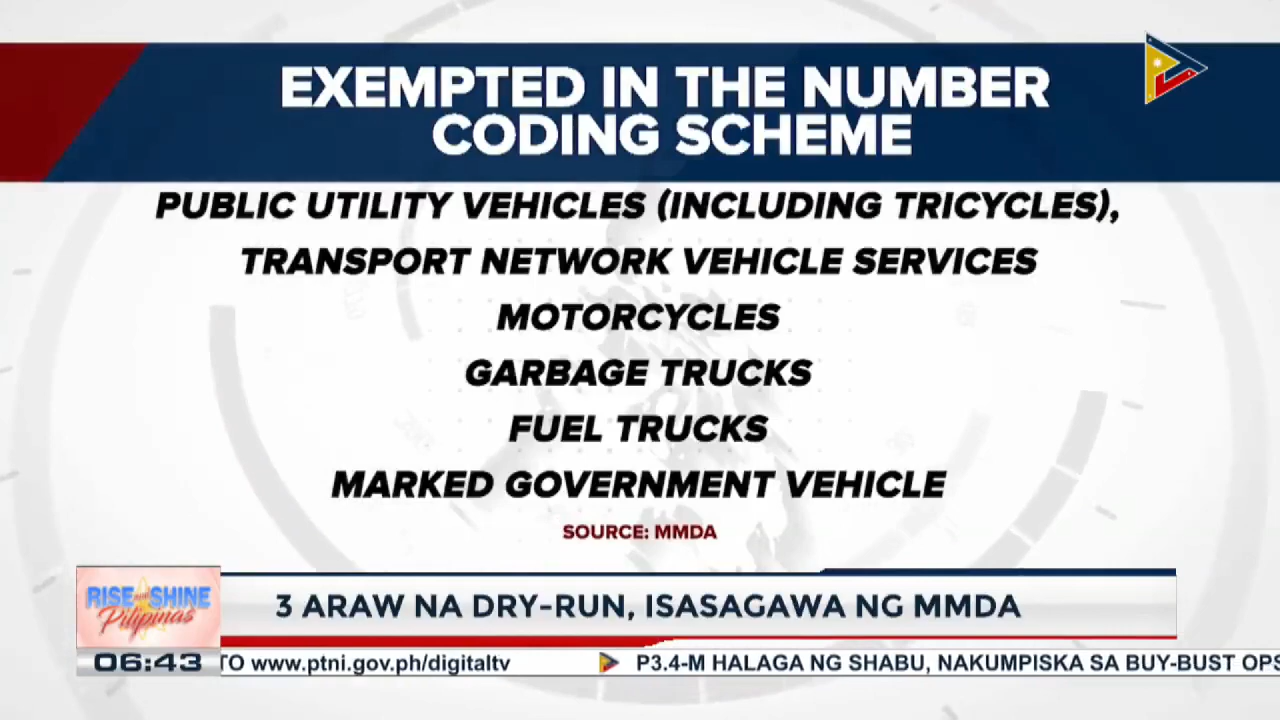 EXEMPTED IN THE NUMBER
CODING SCHEME
PUBLIC UTILITY VEHICLES (INCLUDING TRICYCLES),
TRANSPORT NETWORK VEHICLE SERVICES
MOTORCYCLES
GARBAGE TRUCKS
FUEL TRUCKS
MARKED GOVERNMENT VEHICLE
SOURCE: MMDA
RISE AND SHINE
Pilipinas
3 ARAW NA DRY-RUN, ISASAGAWA NG MMDA
06:43
TO www.ptni.gov.ph/digitaltv P3.4-M HALAGA NG SHABU, NAKUMPISKA SA BUY-BUST OPS